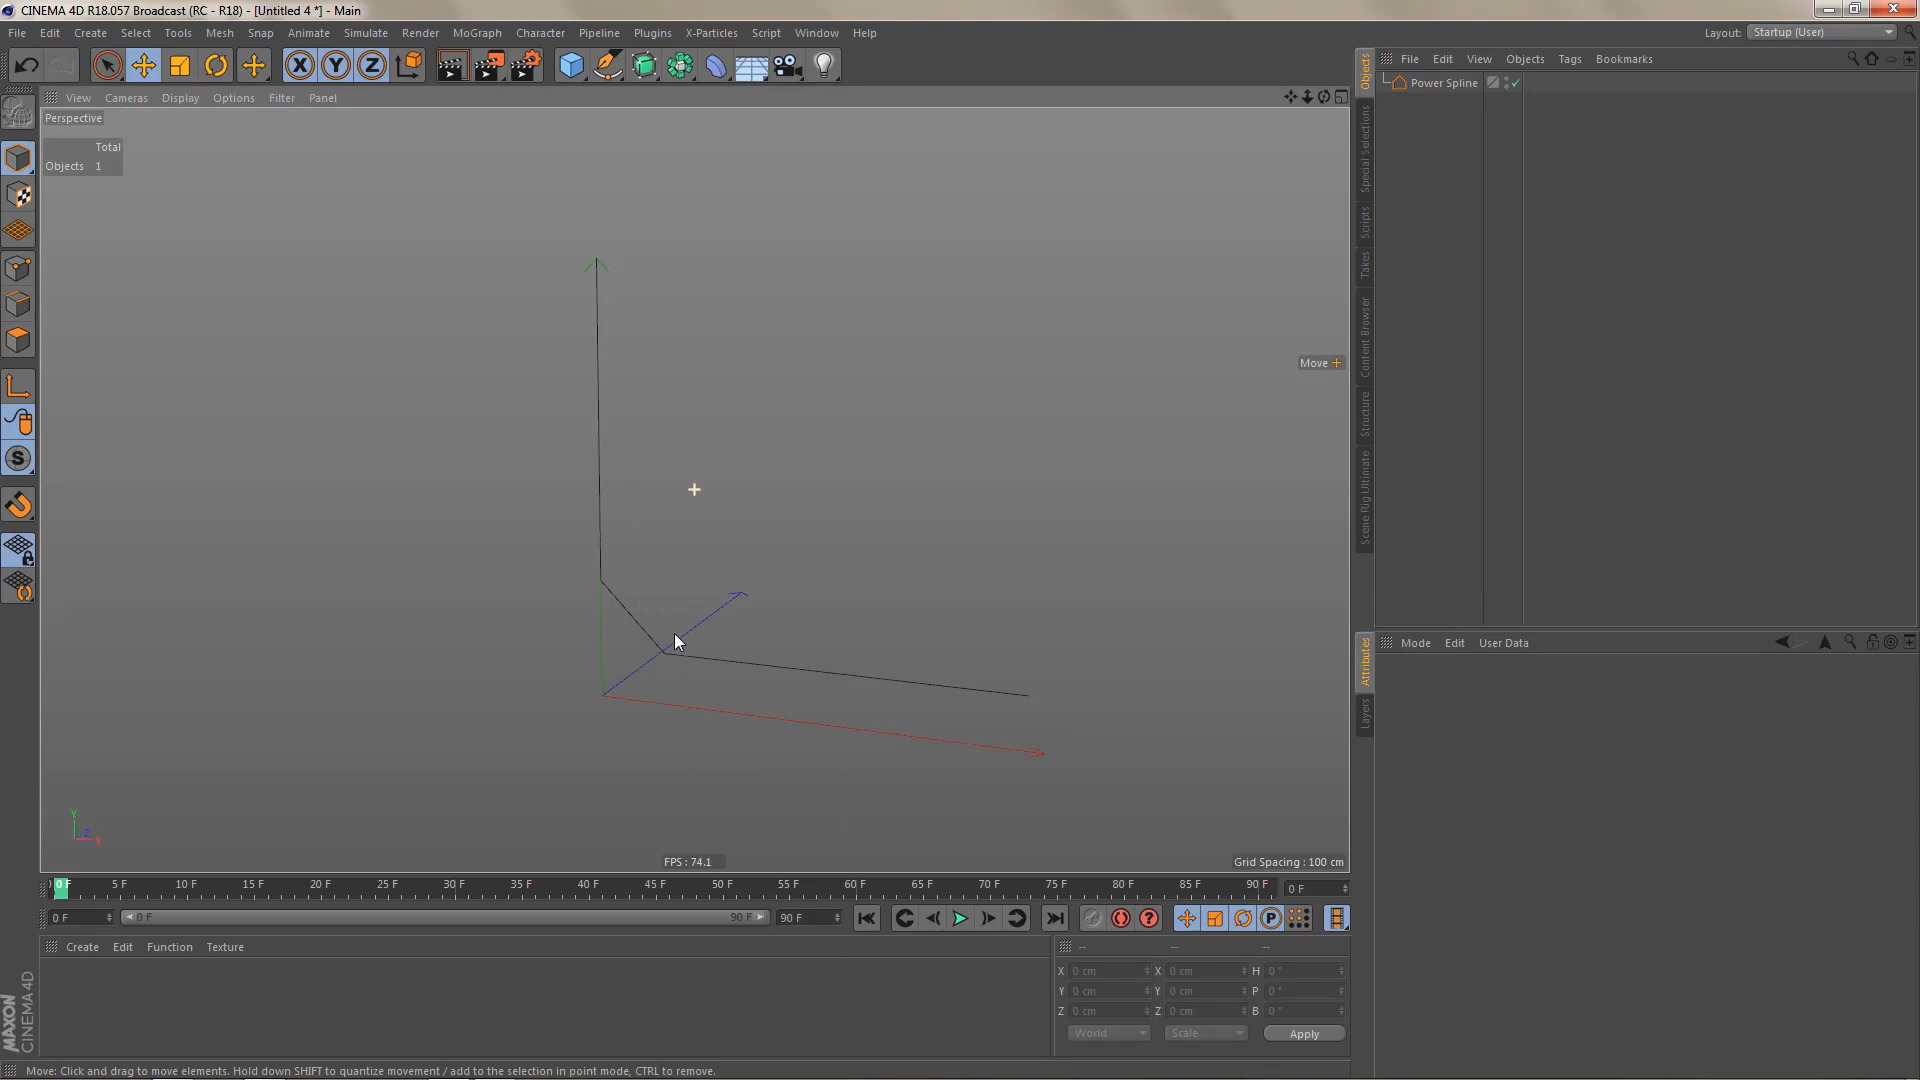 CINEMA 4D R18.057 Broadcast (RC - R18) - [Untitled 4 *] - Main
File Edit Create Select Tools Mesh Snap Animate Simulate Render Plugins MoGraph Character Pipeline Plugins X-Particles Script Window Help
Layout: Startup (User)
X Y Z
View Cameras Display Options Filter Panel
File Edit View Objects Tags Bookmarks
Power Spline
Perspective
Total
Objects 1
Move
Objects
Special Selections
Scripts
Takes
Content Browser
Structure
Scene Rig Ultimate
S
Mode Edit User Data
Attributes
Layers
Y
Z
X
FPS : 74.1
Grid Spacing : 100 cm
0 F 5 F 10 F 15 F 20 F 25 F 30 F 35 F 40 F 45 F 50 F 55 F 60 F 65 F 70 F 75 F 80 F 85 F 90 F 0 F
0 F 0 F 90 F 90 F
P
Create Edit Function Texture
-- -- --
X 0 cm X 0 cm H 0 °
Y 0 cm Y 0 cm P 0 °
Z 0 cm Z 0 cm B 0 °
World Scale Apply
MAXON
CINEMA 4D
Move: Click and drag to move elements. Hold down SHIFT to quantize movement / add to the selection in point mode, CTRL to remove.